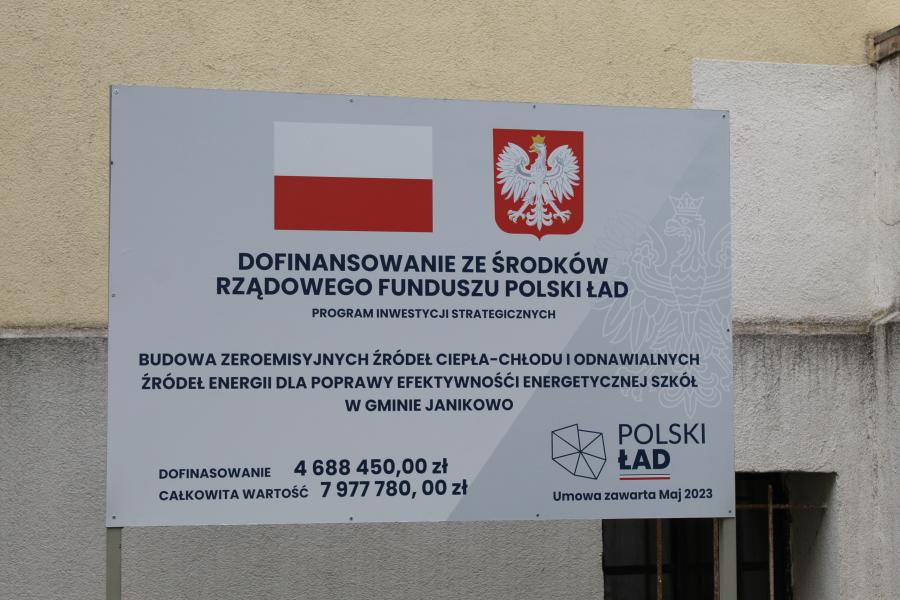 DOFINANSOWANIE ZE ŚRODKÓW
RZĄDOWEGO FUNDUSZU POLSKI ŁAD
PROGRAM INWESTYCJI STRATEGICZNYCH
BUDOWA ZEROEMISYJNYCH ŹRÓDEŁ CIEPŁA-CHŁODU I ODNAWIALNYCH
ŹRÓDEŁ ENERGII DLA POPRAWY EFEKTYWNOŚĆI ENERGETYCZNEJ SZKÓŁ
W GMINIE JANIKOWO
DOFINASOWANIE 4 688 450,00 zł
CAŁKOWITA WARTOŚĆ 7 977 780, 00 zł
POLSKI
ŁAD
Umowa zawarta Maj 2023